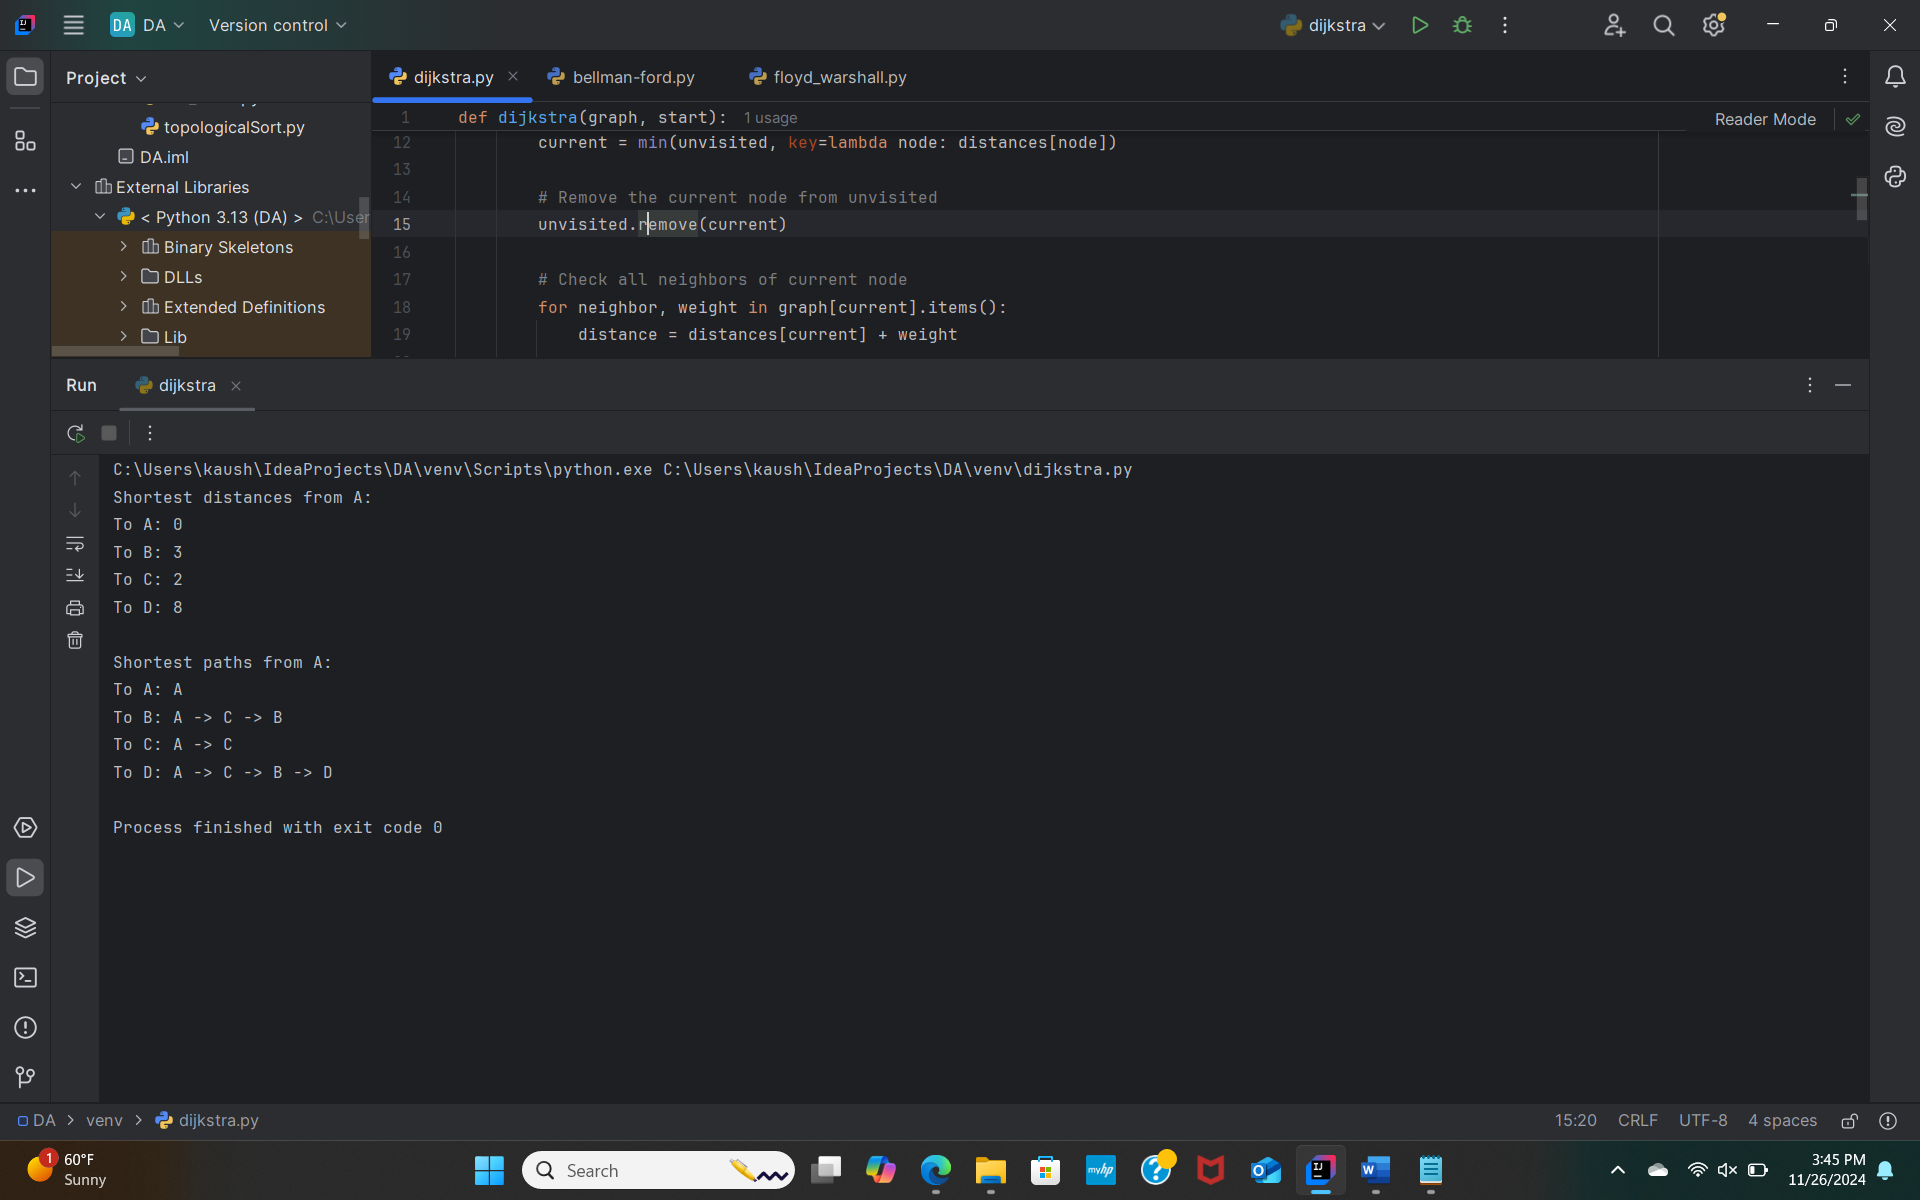 DA DA Version control dijkstra
Project
dijkstra.py bellman-ford.py floyd_warshall.py
topologicalSort.py
DA.iml
External Libraries
< Python 3.13 (DA) > C:\User
Binary Skeletons
DLLs
Extended Definitions
Lib
1 def dijkstra(graph, start): 1 usage
Reader Mode
12 current = min(unvisited, key=lambda node: distances[node])
13
14 # Remove the current node from unvisited
15 unvisited.remove(current)
16
17 # Check all neighbors of current node
18 for neighbor, weight in graph[current].items():
19 distance = distances[current] + weight
Run dijkstra
C:\Users\kaush\IdeaProjects\DA\venv\Scripts\python.exe C:\Users\kaush\IdeaProjects\DA\venv\dijkstra.py
Shortest distances from A:
To A: 0
To B: 3
To C: 2
To D: 8
Shortest paths from A:
To A: A
To B: A -> C -> B
To C: A -> C
To D: A -> C -> B -> D
Process finished with exit code 0
DA > venv > dijkstra.py
15:20 CRLF UTF-8 4 spaces
1
60°F
Sunny
Search
myhp
3:45 PM
11/26/2024